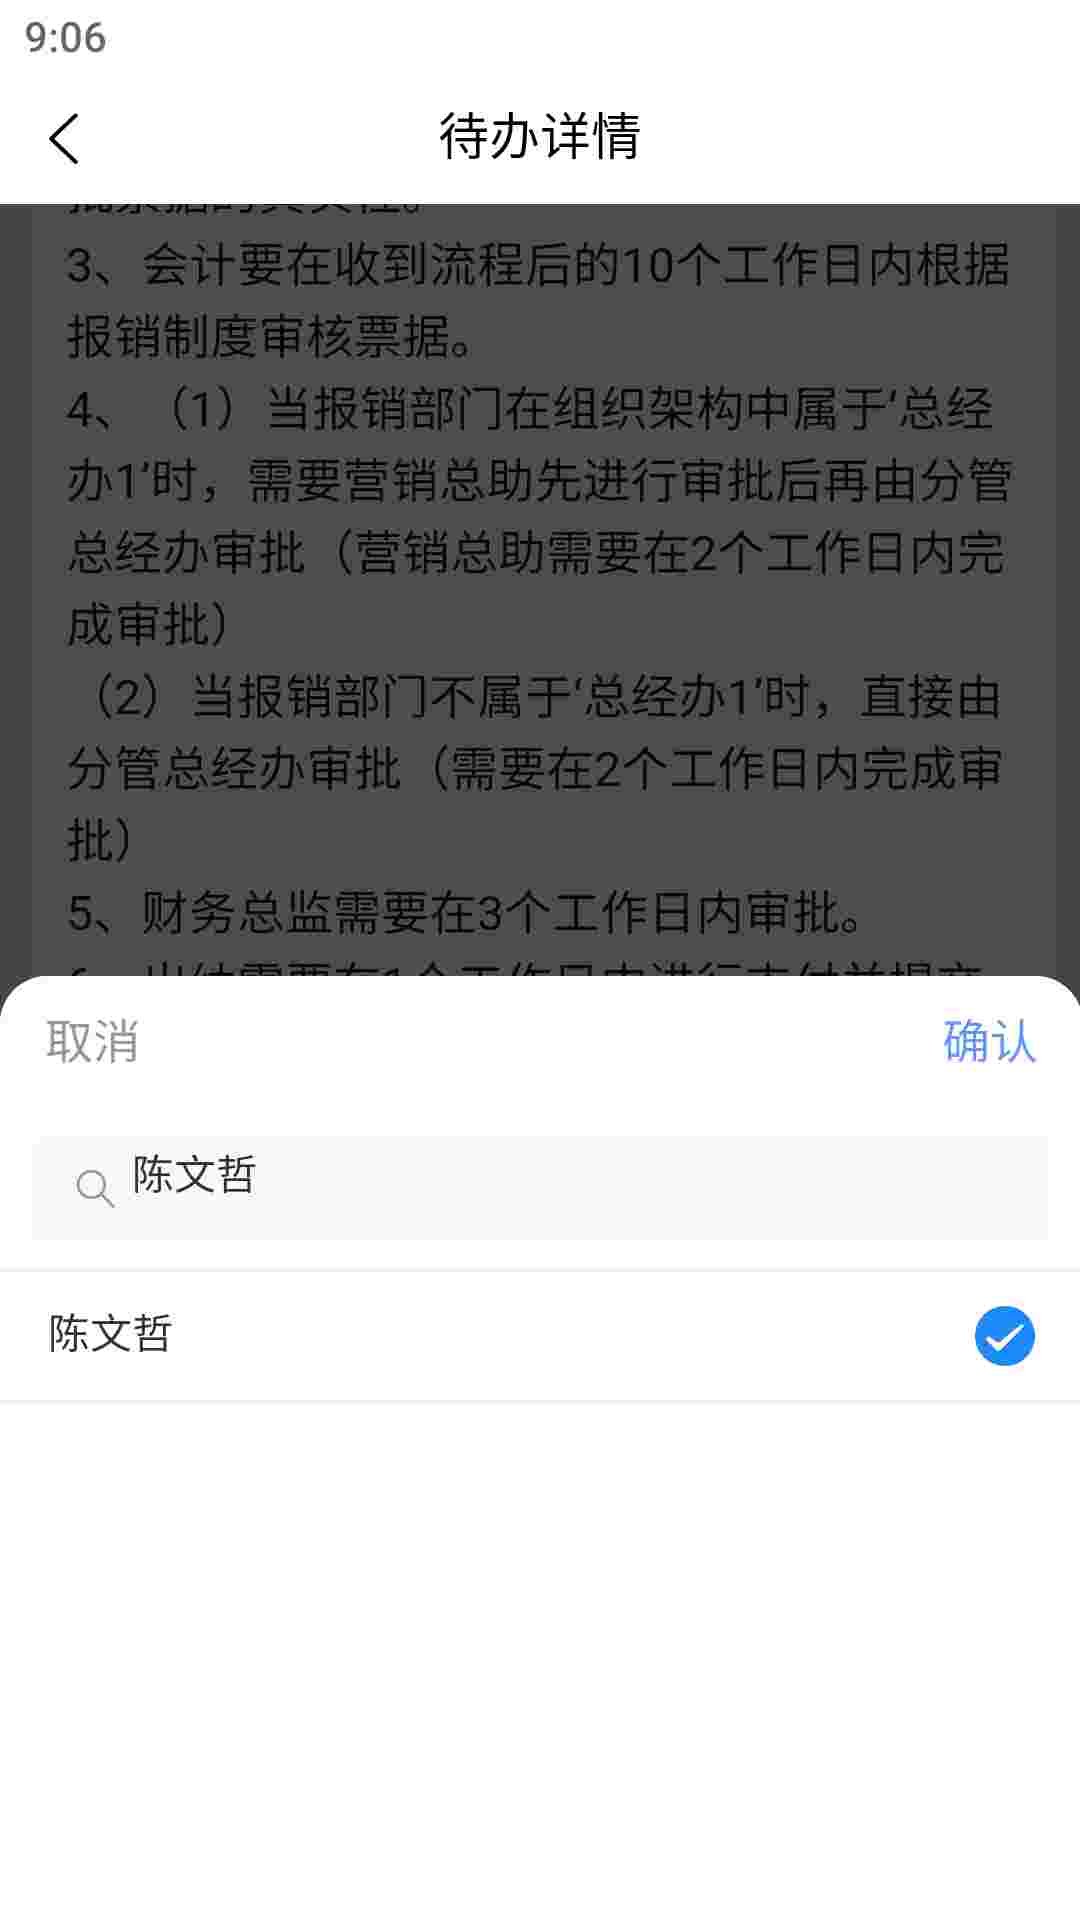 9:06
待办详情
3、会计要在收到流程后的10个工作日内根据
报销制度审核票据。
4、（1）当报销部门在组织架构中属于‘总经
办1’时，需要营销总助先进行审批后再由分管
总经办审批（营销总助需要在2个工作日内完
成审批）
（2）当报销部门不属于‘总经办1’时，直接由
分管总经办审批（需要在2个工作日内完成审
批）
5、财务总监需要在3个工作日内审批。
取消
确认
陈文哲
陈文哲